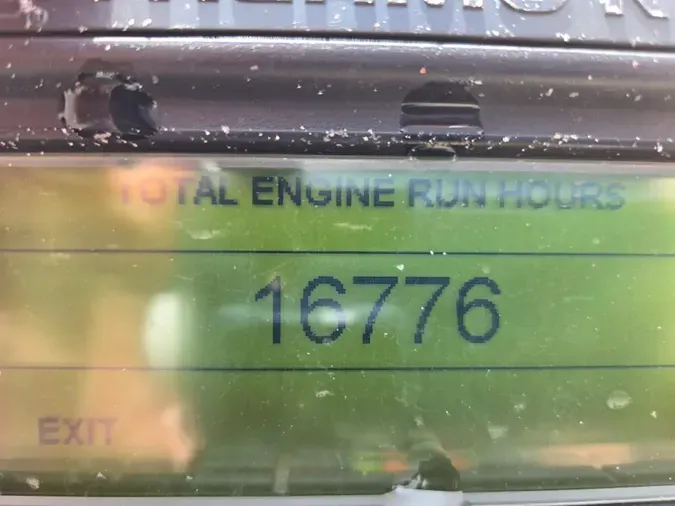 TOTAL ENGINE RUN HOURS
16776
EXIT